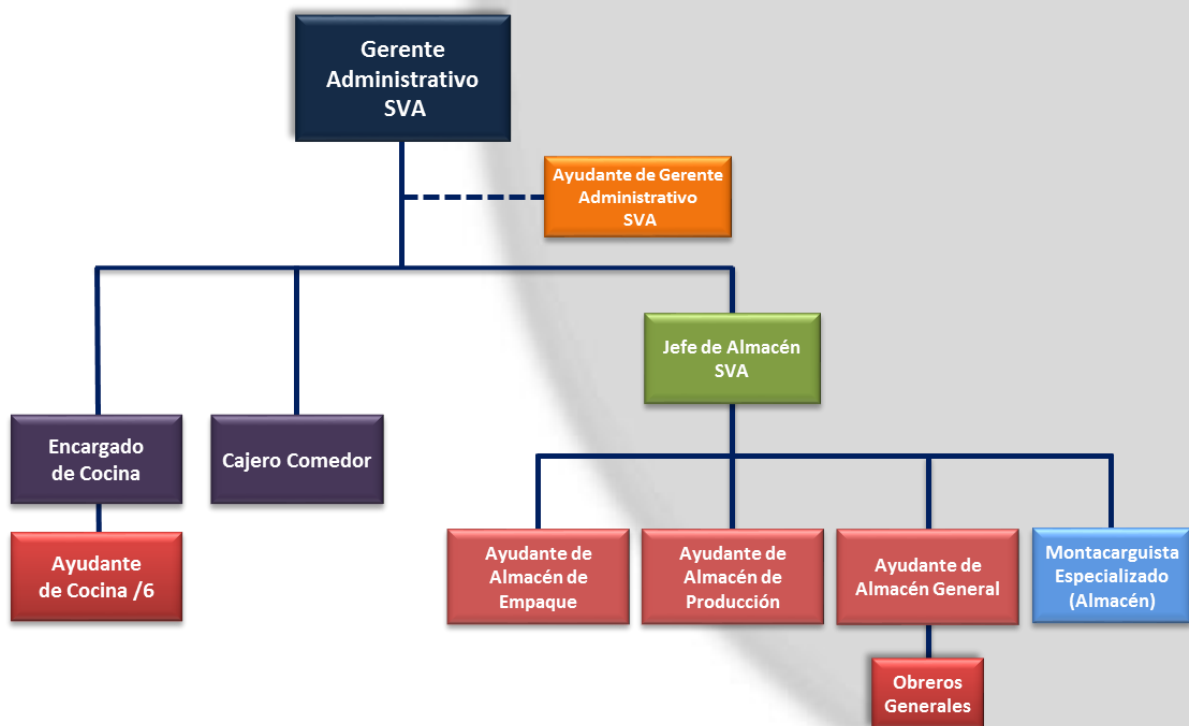 Gerente
Administrativo
SVA
Ayudante de Gerente
Administrativo
SVA
Jefe de Almacén
SVA
Encargado
de Cocina
Cajero Comedor
Ayudante
de Cocina /6
Ayudante de
Almacén de
Empaque
Ayudante de
Almacén de
Producción
Ayudante de
Almacén General
Montacarguista
Especializado
(Almacén)
Obreros
Generales